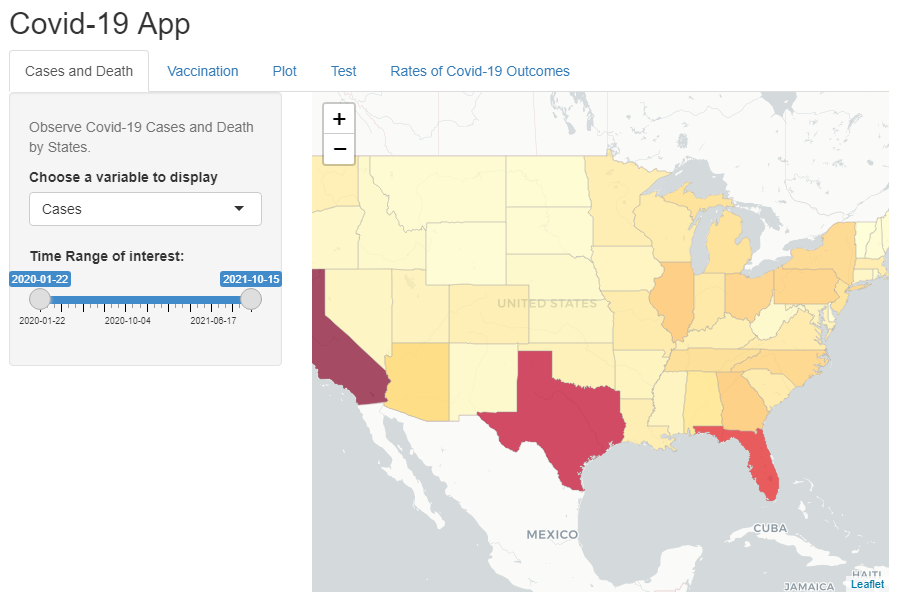 Covid-19 App
Cases and Death
Vaccination
Plot
Test
Rates of Covid-19 Outcomes
Observe Covid-19 Cases and Death
by States.
Choose a variable to display
Cases
Time Range of interest:
2020-01-22
2021-10-15
2020-01-22
2020-10-04
2021-06-17
+
−
UNITED STATES
MEXICO
CUBA
HAITI
JAMAICA
Leaflet